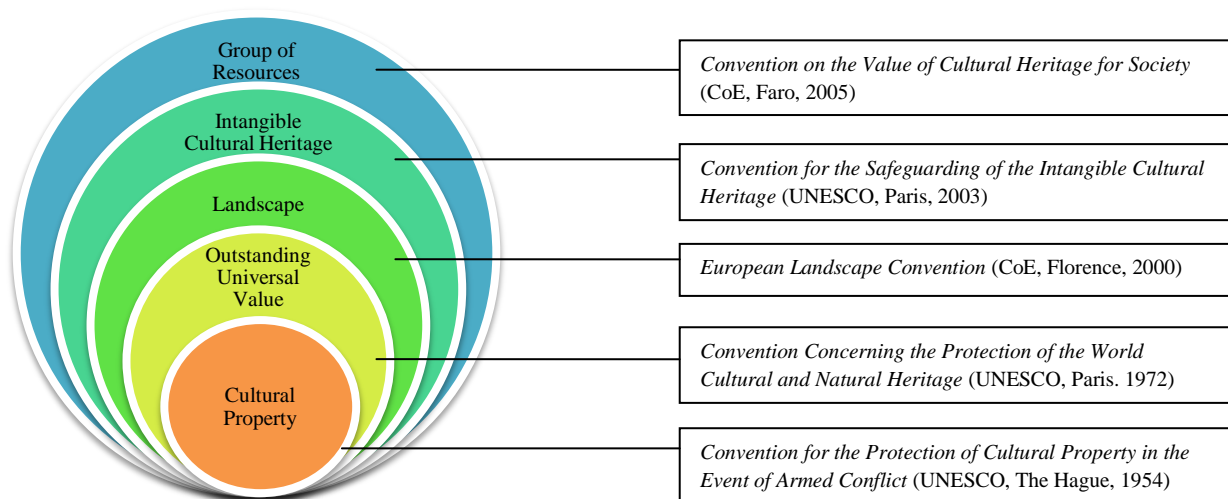 Group of
Resources
Convention on the Value of Cultural Heritage for Society
(CoE, Faro, 2005)
Intangible
Cultural Heritage
Convention for the Safeguarding of the Intangible Cultural
Heritage (UNESCO, Paris, 2003)
Landscape
European Landscape Convention (CoE, Florence, 2000)
Outstanding
Universal
Value
Convention Concerning the Protection of the World
Cultural and Natural Heritage (UNESCO, Paris. 1972)
Cultural
Property
Convention for the Protection of Cultural Property in the
Event of Armed Conflict (UNESCO, The Hague, 1954)